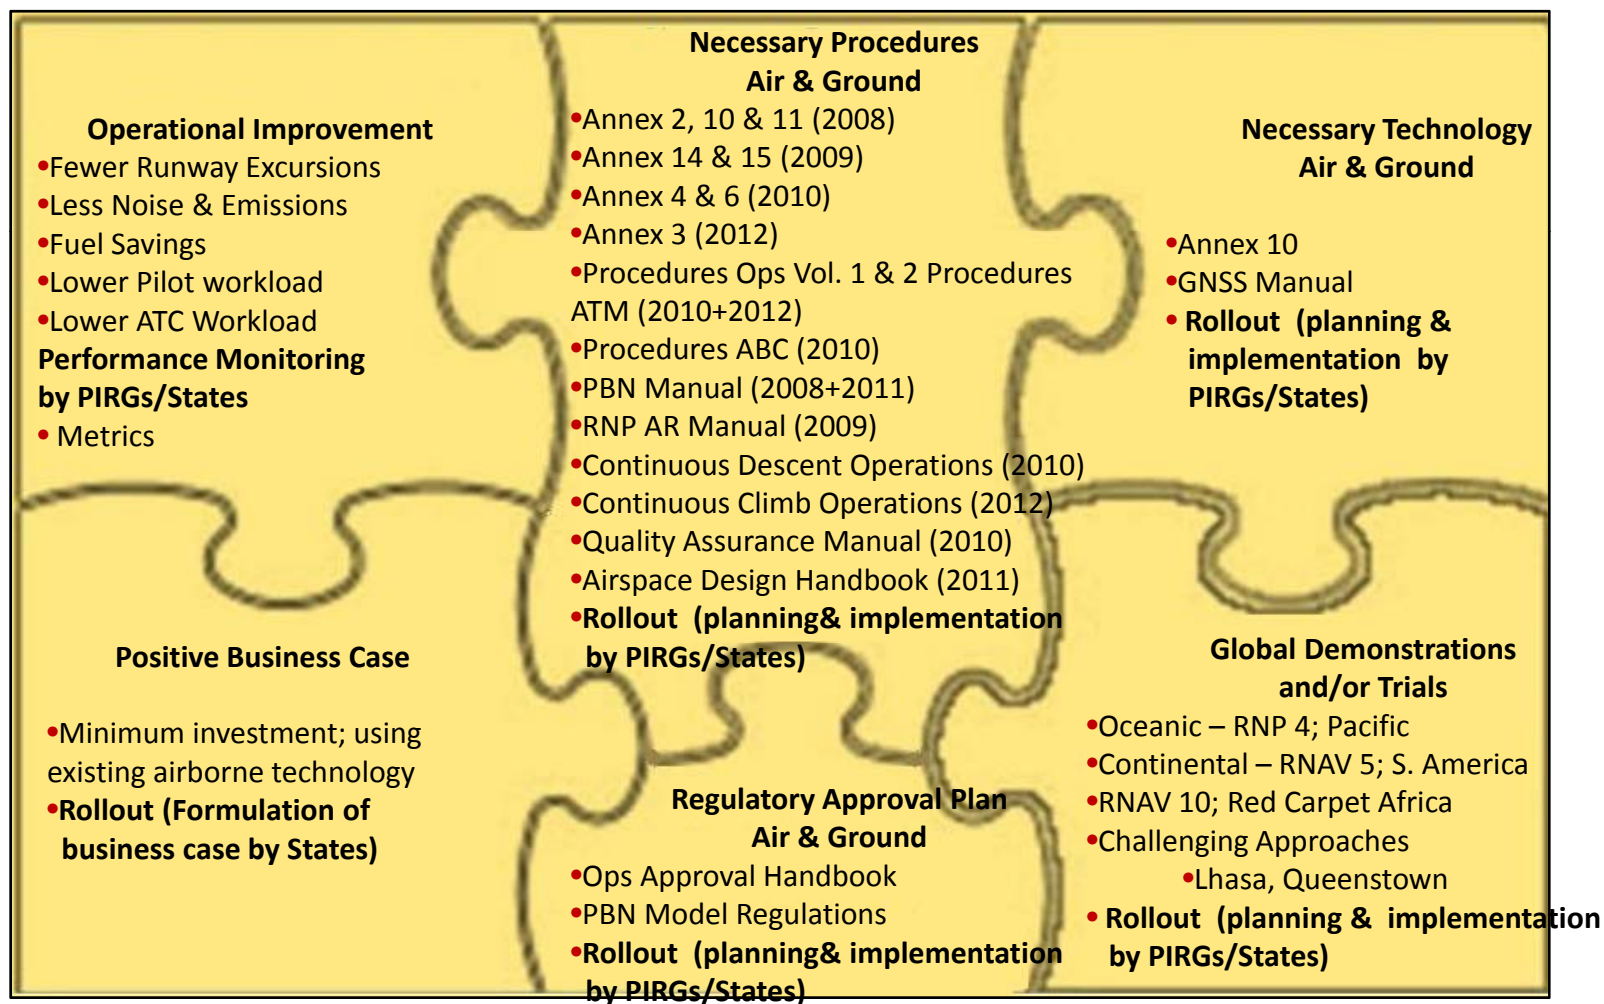 Operational Improvement
•Fewer Runway Excursions
•Less Noise & Emissions
•Fuel Savings
•Lower Pilot workload
•Lower ATC Workload
Performance Monitoring
by PIRGs/States
• Metrics
Necessary Procedures
Air & Ground
•Annex 2, 10 & 11 (2008)
•Annex 14 & 15 (2009)
•Annex 4 & 6 (2010)
•Annex 3 (2012)
•Procedures Ops Vol. 1 & 2 Procedures
ATM (2010+2012)
•Procedures ABC (2010)
•PBN Manual (2008+2011)
•RNP AR Manual (2009)
•Continuous Descent Operations (2010)
•Continuous Climb Operations (2012)
•Quality Assurance Manual (2010)
•Airspace Design Handbook (2011)
•Rollout (planning& implementation
by PIRGs/States)
Necessary Technology
Air & Ground
•Annex 10
•GNSS Manual
• Rollout (planning &
implementation by
PIRGs/States)
Positive Business Case
•Minimum investment; using
existing airborne technology
•Rollout (Formulation of
business case by States)
Regulatory Approval Plan
Air & Ground
•Ops Approval Handbook
•PBN Model Regulations
•Rollout (planning& implementation
by PIRGs/States)
Global Demonstrations
and/or Trials
•Oceanic – RNP 4; Pacific
•Continental – RNAV 5; S. America
•RNAV 10; Red Carpet Africa
•Challenging Approaches
•Lhasa, Queenstown
• Rollout (planning & implementation
by PIRGs/States)